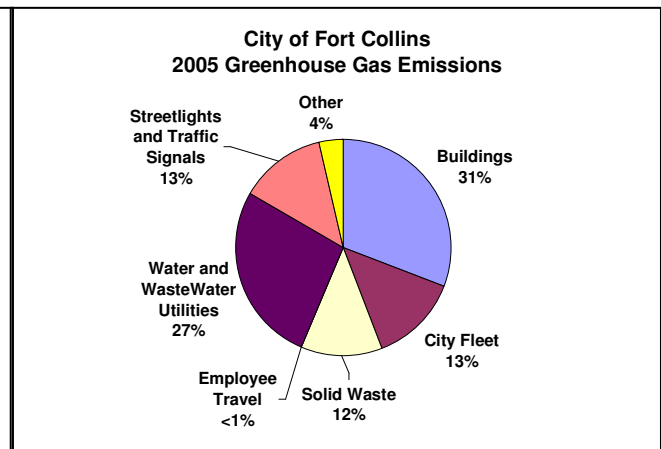 City of Fort Collins
2005 Greenhouse Gas Emissions
Other
4%
Streetlights
and Traffic
Signals
13%
Buildings
31%
Water and
WasteWater
Utilities
27%
City Fleet
13%
Employee
Travel
<1%
Solid Waste
12%